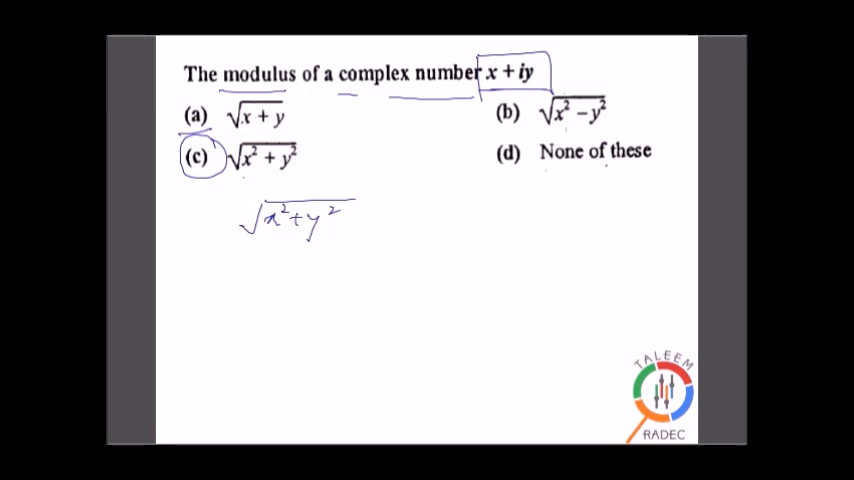 The modulus of a complex number x + iy
(a) √x + y (b) √x² − y²
(c) √x² + y² (d) None of these
√x²+y²
TALEEM
RADEC